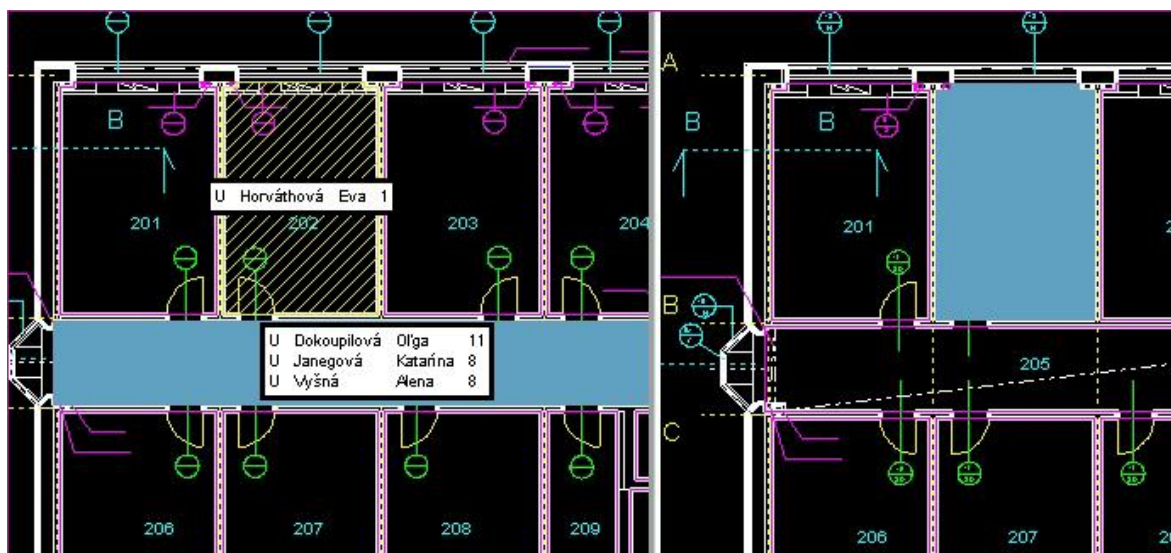 A
B
B
B
U Horváthová Eva 1
201
202
203
204
201
B
U Dokoupilová Oľga 11
U Janegová Katarína 8
U Vyšná Alena 8
205
C
206
207
208
209
206
207